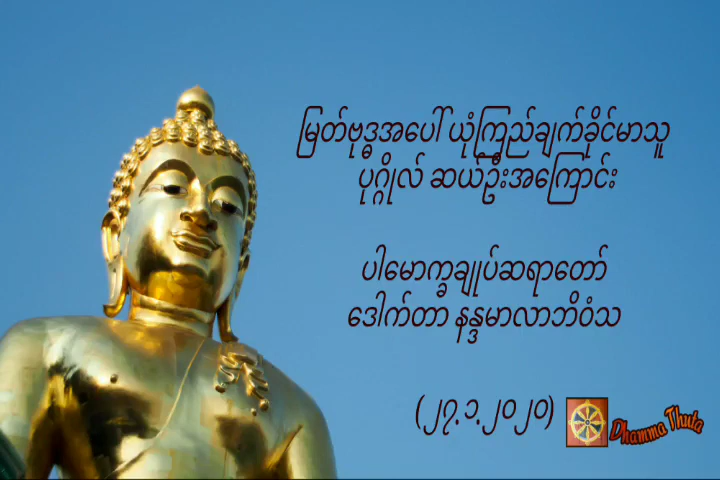 မြတ်ဗုဒ္ဓအပေါ် ယုံကြည်ချက်ခိုင်မာသူ
ပုဂ္ဂိုလ် ဆယ်ဦးအကြောင်း
ပါမောက္ခချုပ်ဆရာတော်
ဒေါက်တာ နန္ဒမာလာဘိဝံသ
(၂၇.၁.၂၀၂၀)
Dhamma Thuta